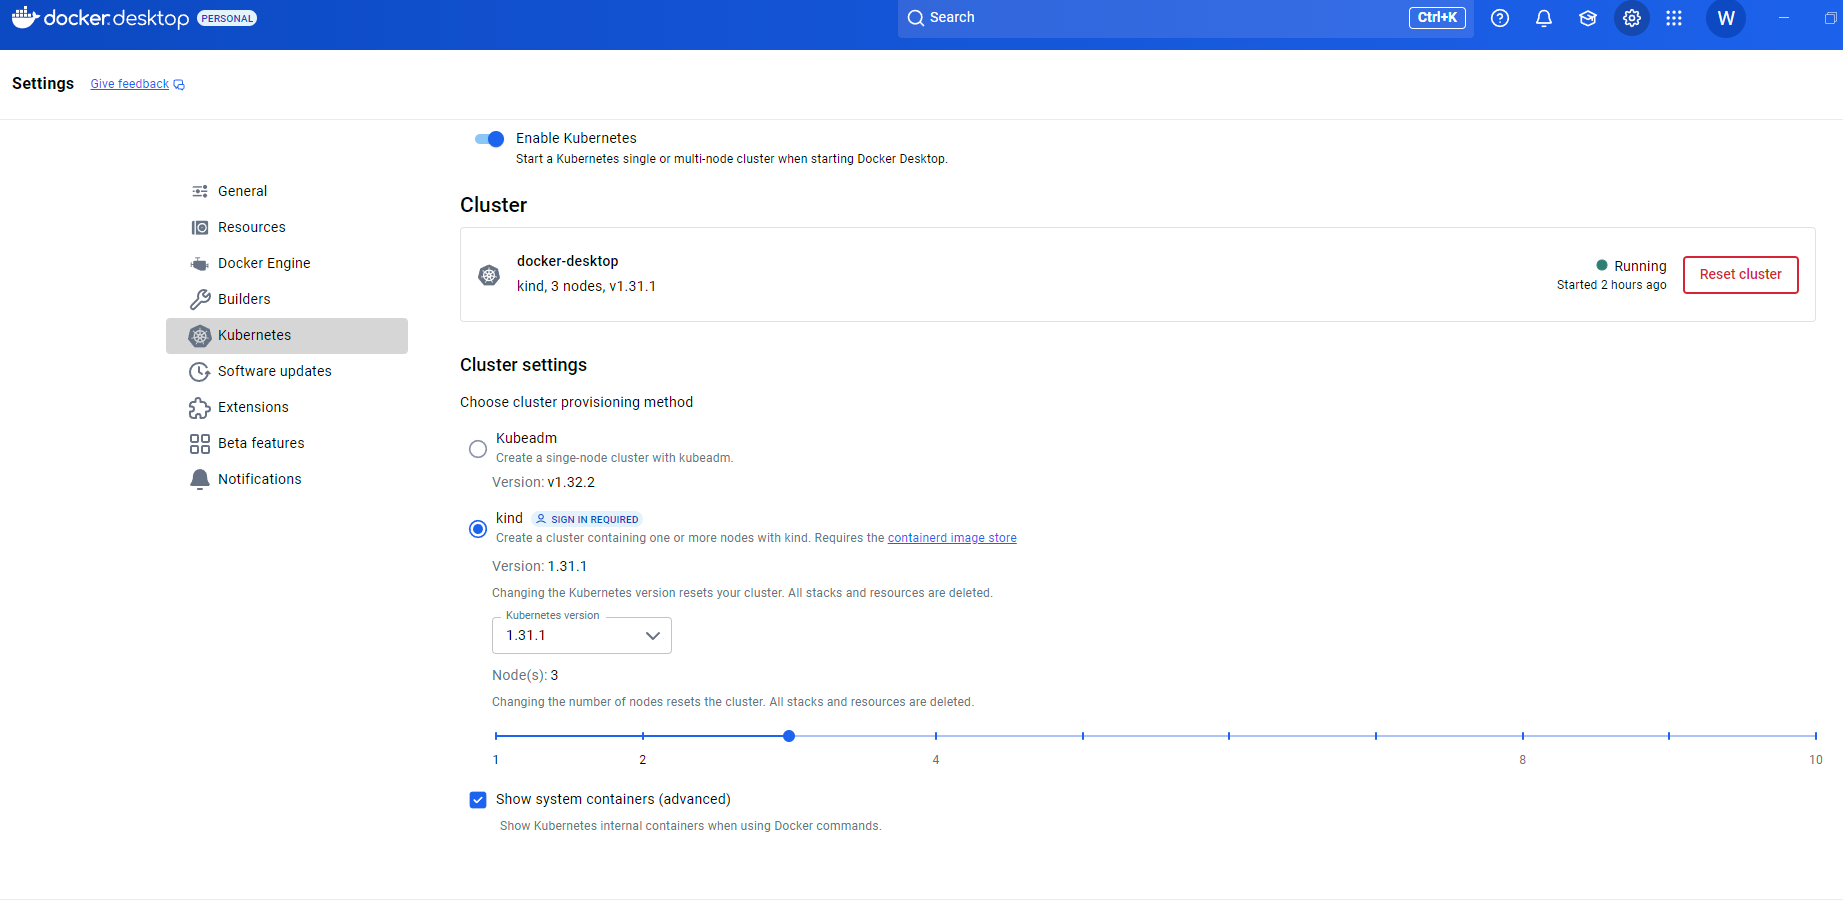 docker.desktop PERSONAL
Search
Ctrl+K
W
Settings
Give feedback
Enable Kubernetes
Start a Kubernetes single or multi-node cluster when starting Docker Desktop.
General
Resources
Docker Engine
Builders
Kubernetes
Software updates
Extensions
Beta features
Notifications
Cluster
docker-desktop
kind, 3 nodes, v1.31.1
Running
Started 2 hours ago
Reset cluster
Cluster settings
Choose cluster provisioning method
Kubeadm
Create a singe-node cluster with kubeadm.
Version: v1.32.2
kind SIGN IN REQUIRED
Create a cluster containing one or more nodes with kind. Requires the containerd image store
Version: 1.31.1
Changing the Kubernetes version resets your cluster. All stacks and resources are deleted.
Kubernetes version
1.31.1
Node(s): 3
Changing the number of nodes resets the cluster. All stacks and resources are deleted.
1 2 4 8 10
Show system containers (advanced)
Show Kubernetes internal containers when using Docker commands.